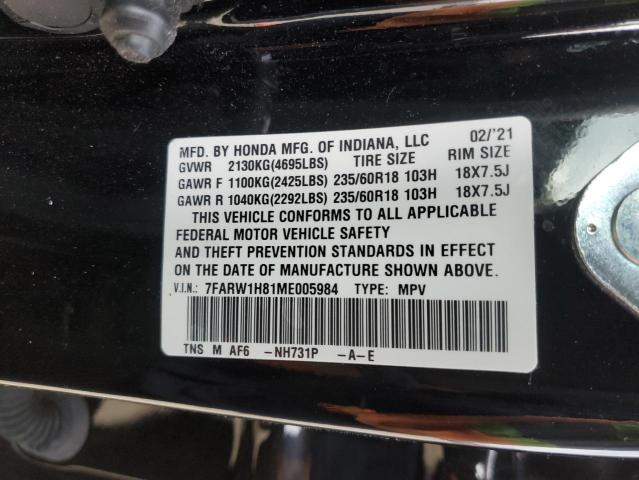 MFD. BY HONDA MFG. OF INDIANA, LLC 02/'21
GVWR 2130KG(4695LBS) TIRE SIZE RIM SIZE
GAWR F 1100KG(2425LBS) 235/60R18 103H 18X7.5J
GAWR R 1040KG(2292LBS) 235/60R18 103H 18X7.5J
THIS VEHICLE CONFORMS TO ALL APPLICABLE
FEDERAL MOTOR VEHICLE SAFETY
AND THEFT PREVENTION STANDARDS IN EFFECT
ON THE DATE OF MANUFACTURE SHOWN ABOVE.
V.I.N.: 7FARW1H81ME005984 TYPE: MPV
TNS M AF6 -NH731P -A-E